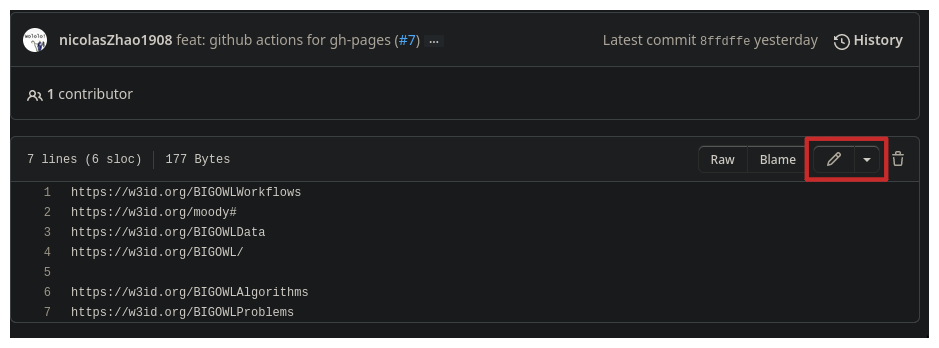 nicolasZhao1908 feat: github actions for gh-pages (#7) ...
Latest commit 8ffdffe yesterday
History
1 contributor
7 lines (6 sloc) 177 Bytes
Raw Blame
1 https://w3id.org/BIGOWLWorkflows
2 https://w3id.org/moody#
3 https://w3id.org/BIGOWLData
4 https://w3id.org/BIGOWL/
5
6 https://w3id.org/BIGOWLAlgorithms
7 https://w3id.org/BIGOWLProblems